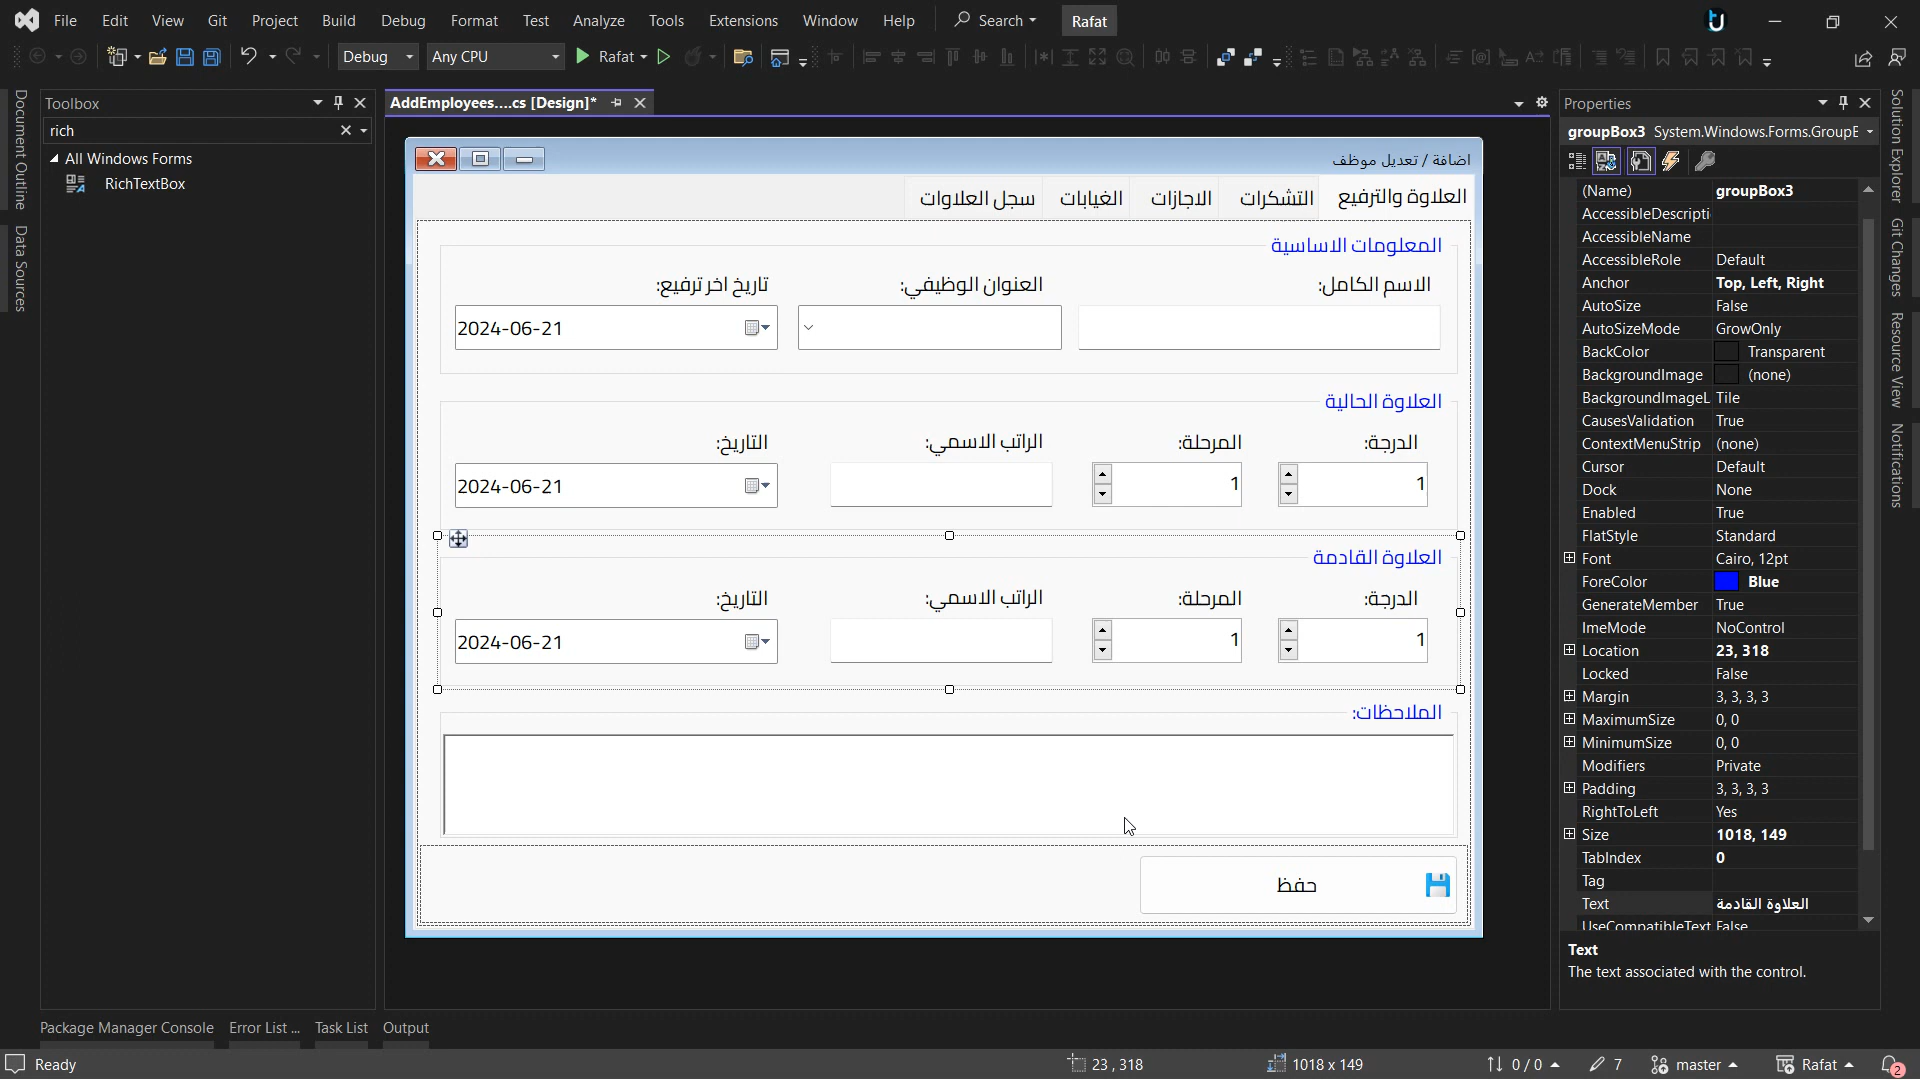 File Edit View Git Project Build Debug Format Test Analyze Tools Extensions Window Help Search Rafat
Debug Any CPU Rafat
Document Outline
Data Sources
Toolbox
rich
All Windows Forms
RichTextBox
AddEmployees....cs [Design]*
اضافة / تعديل موظف
العلاوة والترفيع التشكرات الاجازات الغيابات سجل العلاوات
المعلومات الاساسية
الاسم الكامل: العنوان الوظيفي: تاريخ اخر ترفيع:
2024-06-21
العلاوة الحالية
الدرجة: المرحلة: الراتب الاسمي: التاريخ:
1 1 2024-06-21
العلاوة القادمة
الدرجة: المرحلة: الراتب الاسمي: التاريخ:
1 1 2024-06-21
الملاحظات:
حفظ
Properties
groupBox3 System.Windows.Forms.GroupE
(Name) groupBox3
AccessibleDescripti
AccessibleName
AccessibleRole Default
Anchor Top, Left, Right
AutoSize False
AutoSizeMode GrowOnly
BackColor Transparent
BackgroundImage (none)
BackgroundImageL Tile
CausesValidation True
ContextMenuStrip (none)
Cursor Default
Dock None
Enabled True
FlatStyle Standard
Font Cairo, 12pt
ForeColor Blue
GenerateMember True
ImeMode NoControl
Location 23, 318
Locked False
Margin 3, 3, 3, 3
MaximumSize 0, 0
MinimumSize 0, 0
Modifiers Private
Padding 3, 3, 3, 3
RightToLeft Yes
Size 1018, 149
TabIndex 0
Tag
Text العلاوة القادمة
UseCompatibleText False
Text
The text associated with the control.
Solution Explorer
Git Changes
Resource View
Notifications
Package Manager Console Error List ... Task List Output
Ready 23 , 318 1018 x 149 0 / 0 7 master Rafat 2